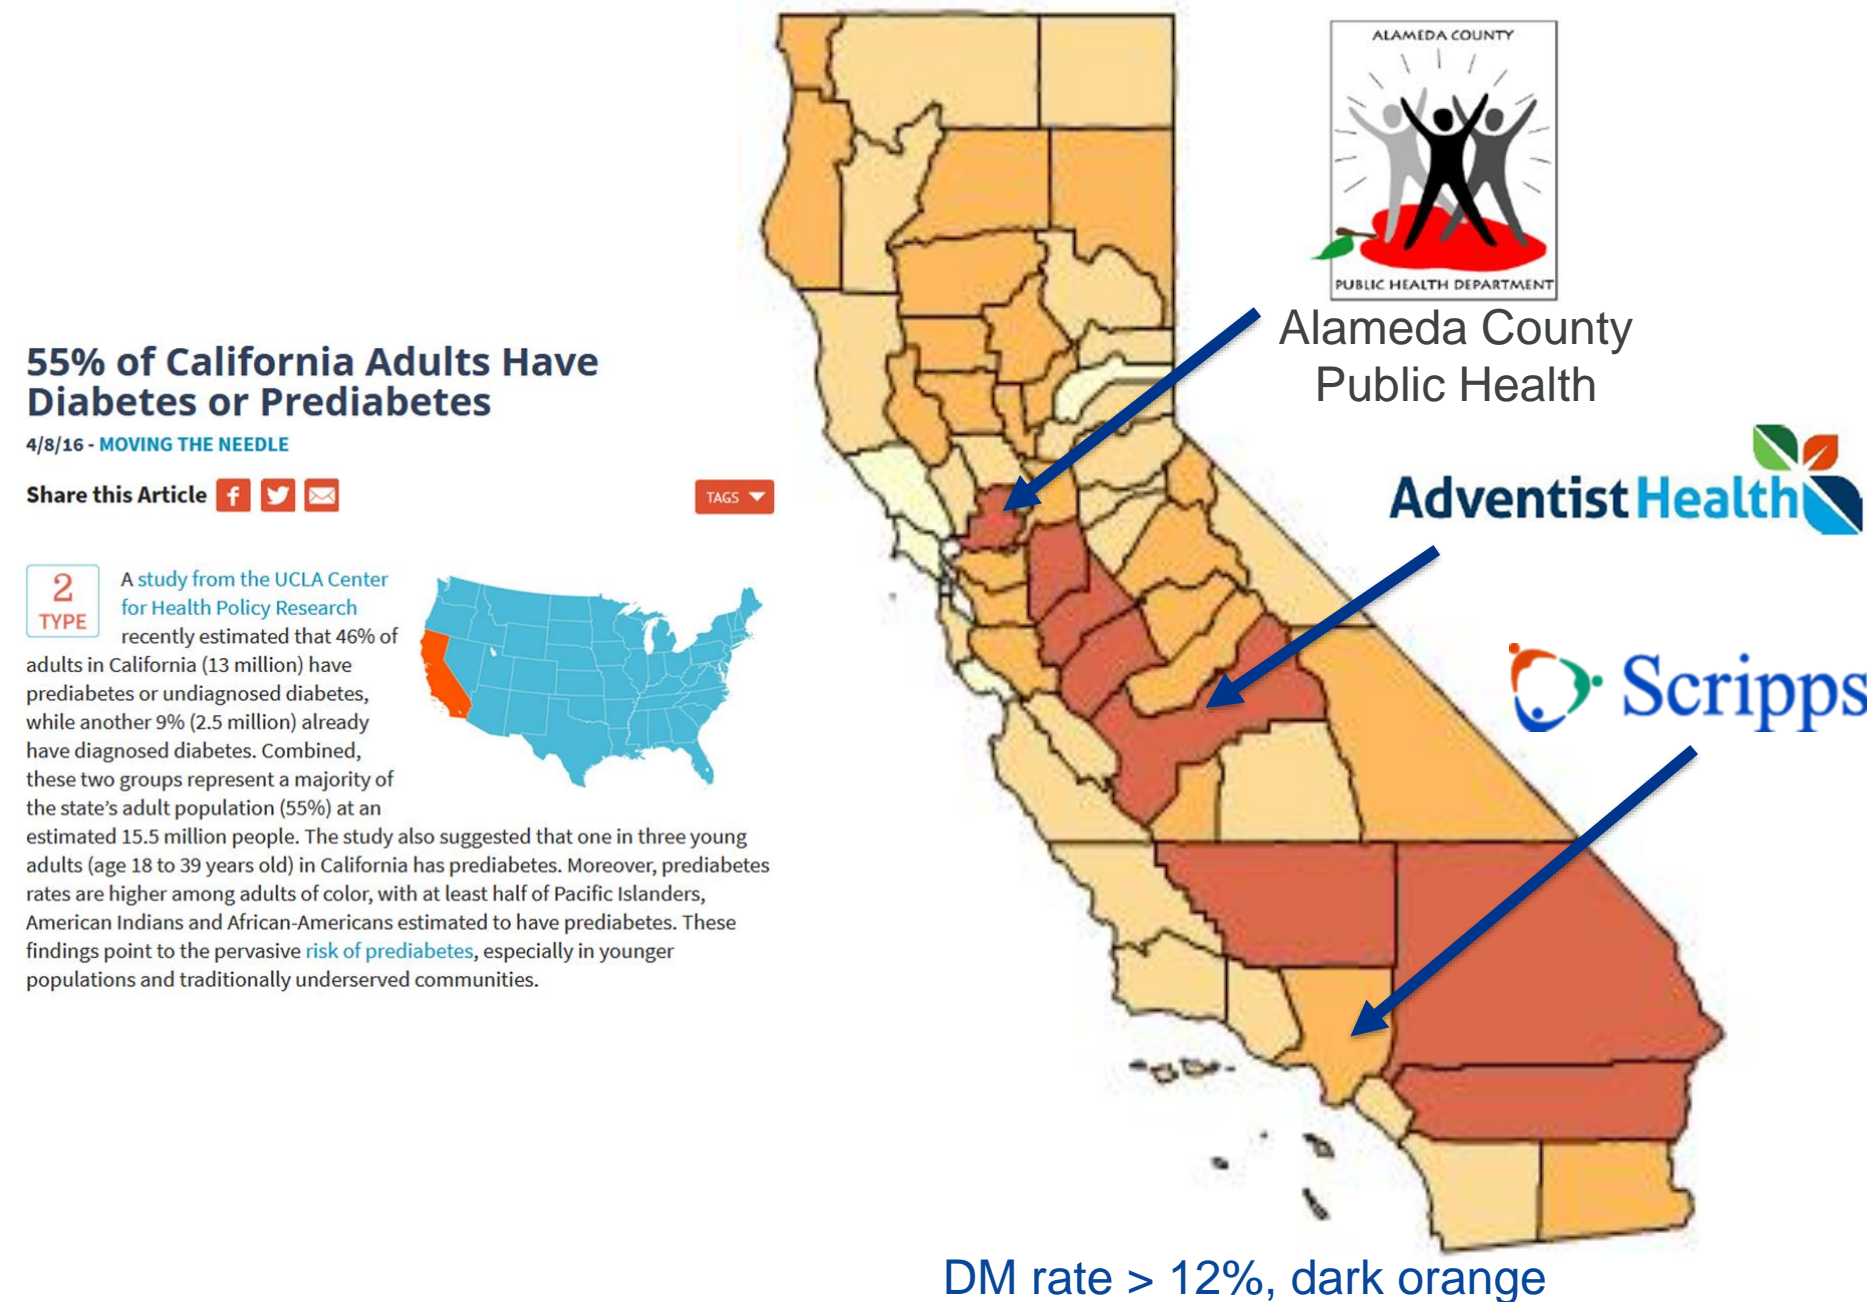 ALAMEDA COUNTY
PUBLIC HEALTH DEPARTMENT
Alameda County
Public Health
55% of California Adults Have
Diabetes or Prediabetes
4/8/16 - MOVING THE NEEDLE
Share this Article f
TAGS
AdventistHealth
2
TYPE
A study from the UCLA Center
for Health Policy Research
recently estimated that 46% of
adults in California (13 million) have
prediabetes or undiagnosed diabetes,
while another 9% (2.5 million) already
have diagnosed diabetes. Combined,
these two groups represent a majority of
the state’s adult population (55%) at an
estimated 15.5 million people. The study also suggested that one in three young
adults (age 18 to 39 years old) in California has prediabetes. Moreover, prediabetes
rates are higher among adults of color, with at least half of Pacific Islanders,
American Indians and African-Americans estimated to have prediabetes. These
findings point to the pervasive risk of prediabetes, especially in younger
populations and traditionally underserved communities.
Scripps
DM rate > 12%, dark orange